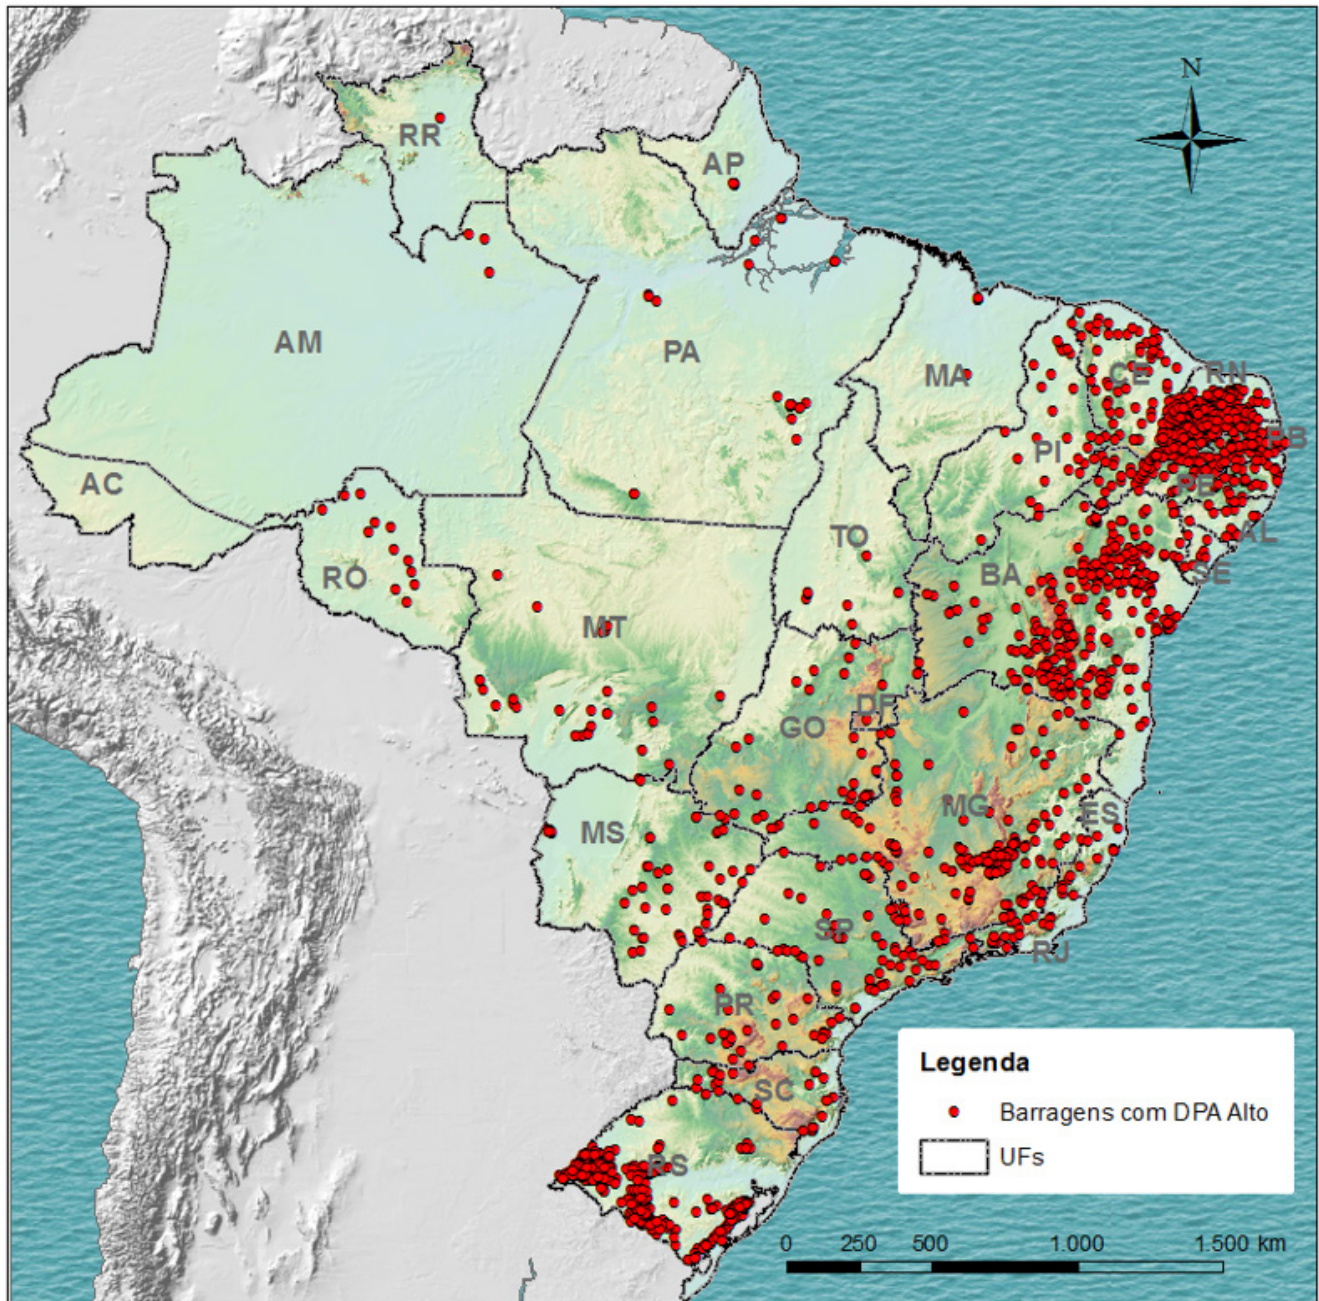 N
RR
AP
AM
PA
MA
CE
RN
PB
PI
AC
PE
AL
TO
SE
RO
BA
MT
DF
GO
MG
ES
MS
SP
RJ
PR
SC
RS
Legenda
Barragens com DPA Alto
UFs
0 250 500 1.000 1.500 km